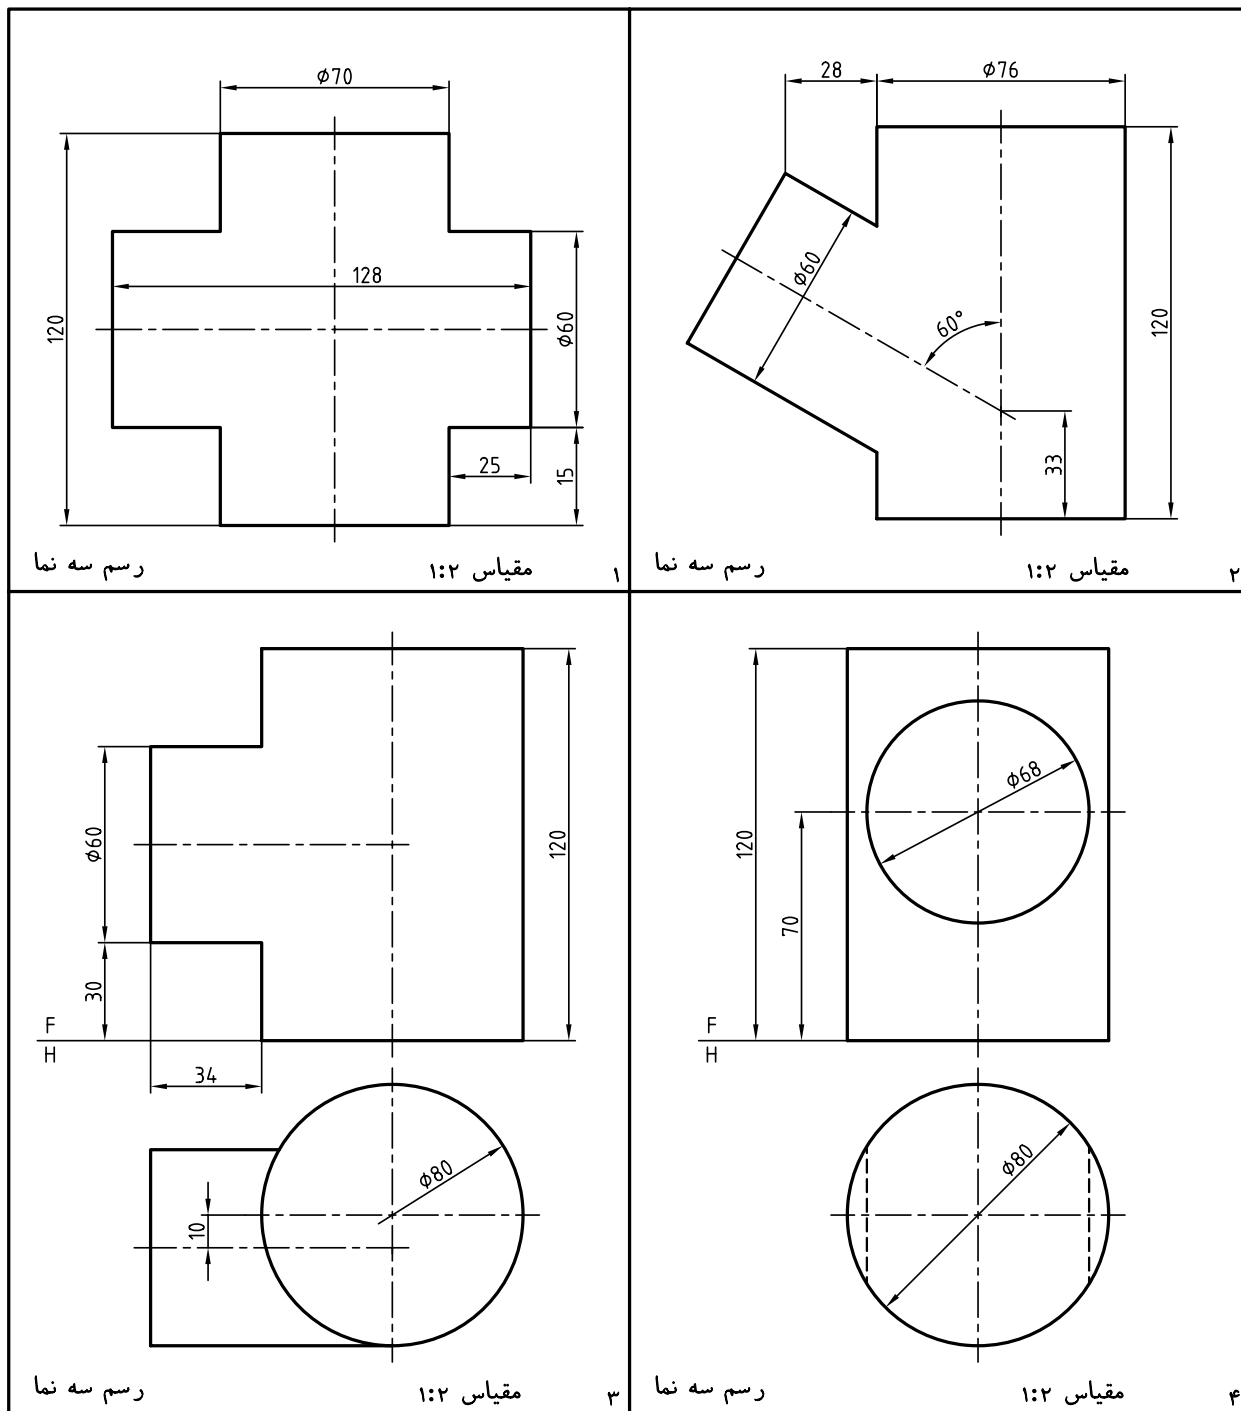 ϕ70
120
128
ϕ60
25
15
رسم سه نما
مقیاس ۱:۲
۱
28
ϕ76
ϕ60
60°
120
33
رسم سه نما
مقیاس ۱:۲
۲
ϕ60
120
30
F
H
34
ϕ80
10
رسم سه نما
مقیاس ۱:۲
۳
ϕ68
120
70
F
H
ϕ80
رسم سه نما
مقیاس ۱:۲
۴